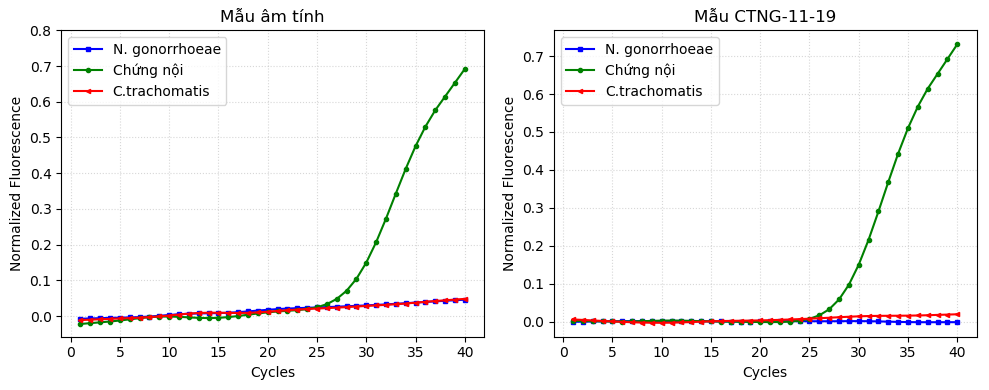 Mẫu âm tính
Normalized Fluorescence
0.8
0.7
0.6
0.5
0.4
0.3
0.2
0.1
0.0
N. gonorrhoeae
Chứng nội
C.trachomatis
0 5 10 15 20 25 30 35 40
Cycles
Mẫu CTNG-11-19
Normalized Fluorescence
0.7
0.6
0.5
0.4
0.3
0.2
0.1
0.0
N. gonorrhoeae
Chứng nội
C.trachomatis
0 5 10 15 20 25 30 35 40
Cycles